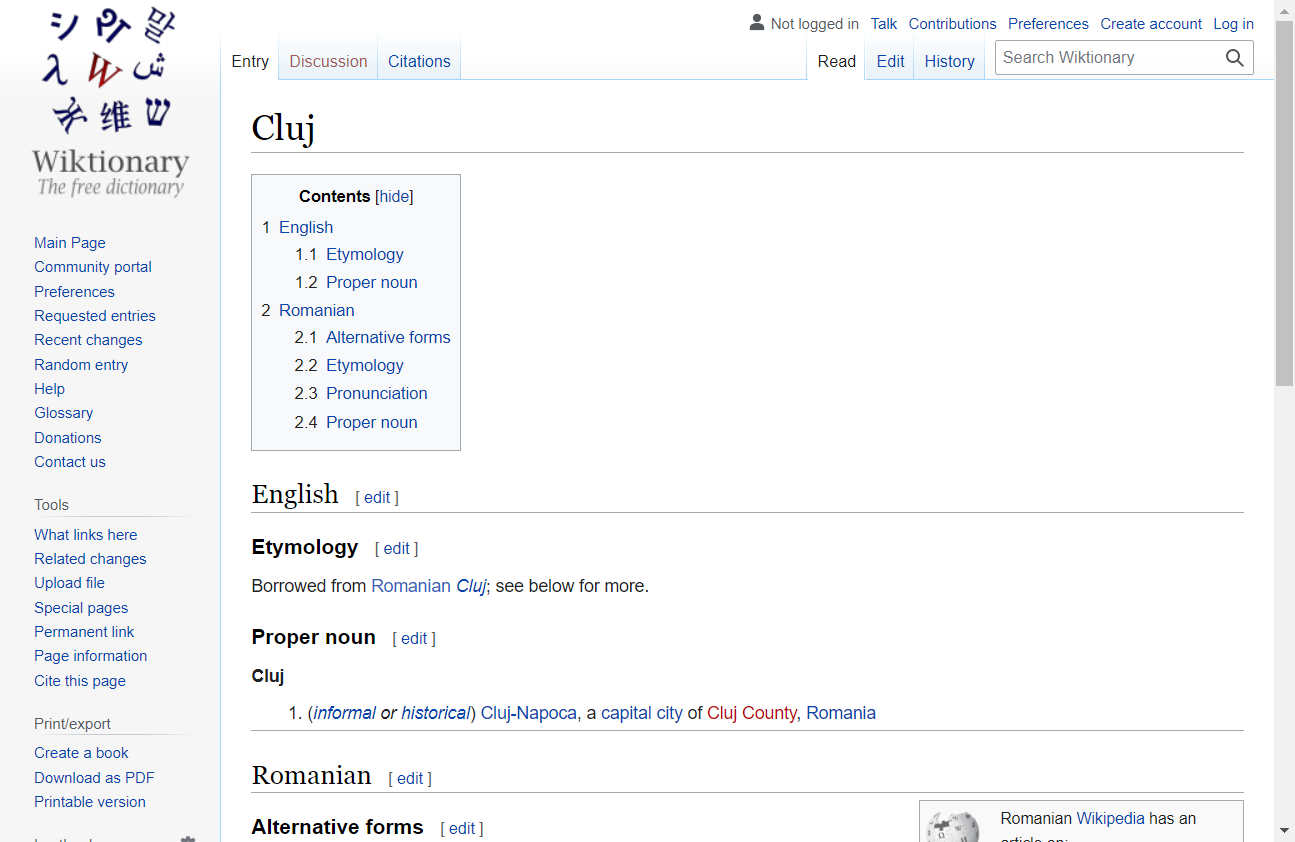 Not logged in Talk Contributions Preferences Create account Log in
Entry Discussion Citations Read Edit History Search Wiktionary
シ 말
λ W ش
维 ש
Wiktionary
The free dictionary
Main Page
Community portal
Preferences
Requested entries
Recent changes
Random entry
Help
Glossary
Donations
Contact us
Tools
What links here
Related changes
Upload file
Special pages
Permanent link
Page information
Cite this page
Print/export
Create a book
Download as PDF
Printable version
Cluj
Contents [hide]
1 English
1.1 Etymology
1.2 Proper noun
2 Romanian
2.1 Alternative forms
2.2 Etymology
2.3 Pronunciation
2.4 Proper noun
English [ edit ]
Etymology [ edit ]
Borrowed from Romanian Cluj; see below for more.
Proper noun [ edit ]
Cluj
1. (informal or historical) Cluj-Napoca, a capital city of Cluj County, Romania
Romanian [ edit ]
Alternative forms [ edit ]
Romanian Wikipedia has an